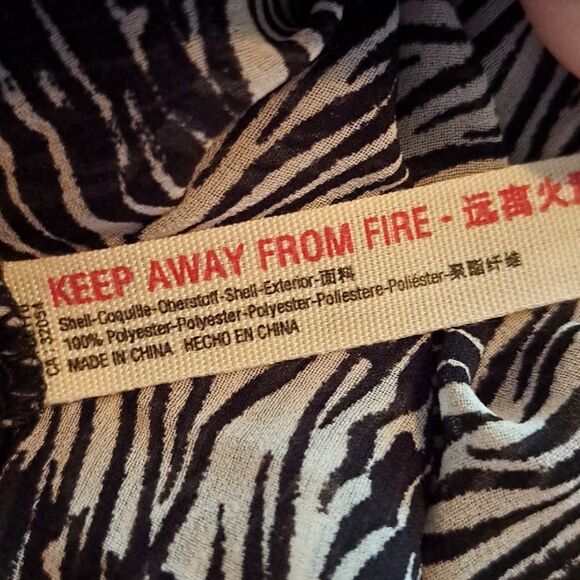 KEEP AWAY FROM FIRE - 远离火
Shell-Coquille-Oberstoff-Shell-Exterior-面料
100% Polyester-Polyester-Polyester-Poliestere-Poliéster-聚酯纤维
MADE IN CHINA HECHO EN CHINA
CA 32054